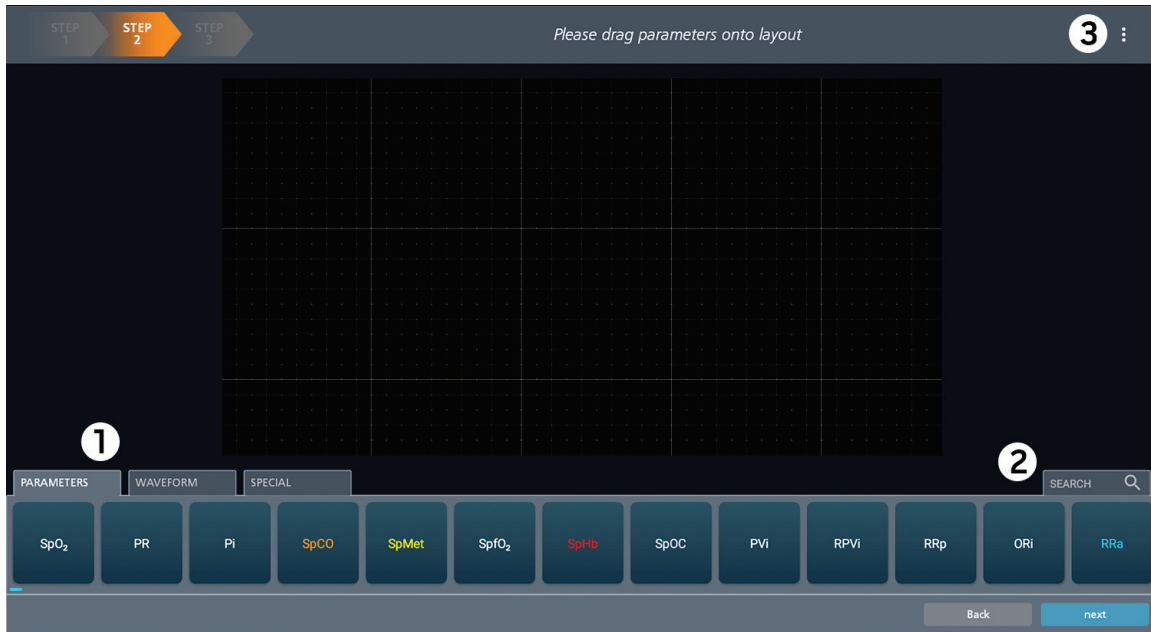 STEP STEP STEP
1 2 3
Please drag parameters onto layout
3
1
2
PARAMETERS WAVEFORM SPECIAL SEARCH
SpO₂ PR Pi SpCO SpMet SpfO₂ SpHb SpOC PVi RPVi RRp ORi RRa
Back next